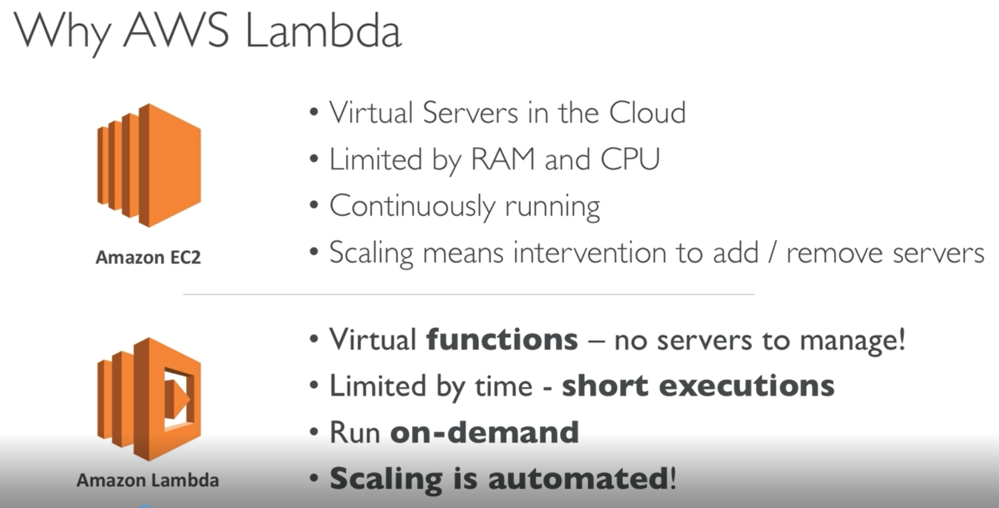 Why AWS Lambda
• Virtual Servers in the Cloud
• Limited by RAM and CPU
• Continuously running
• Scaling means intervention to add / remove servers
Amazon EC2
• Virtual functions – no servers to manage!
• Limited by time - short executions
• Run on-demand
• Scaling is automated!
Amazon Lambda